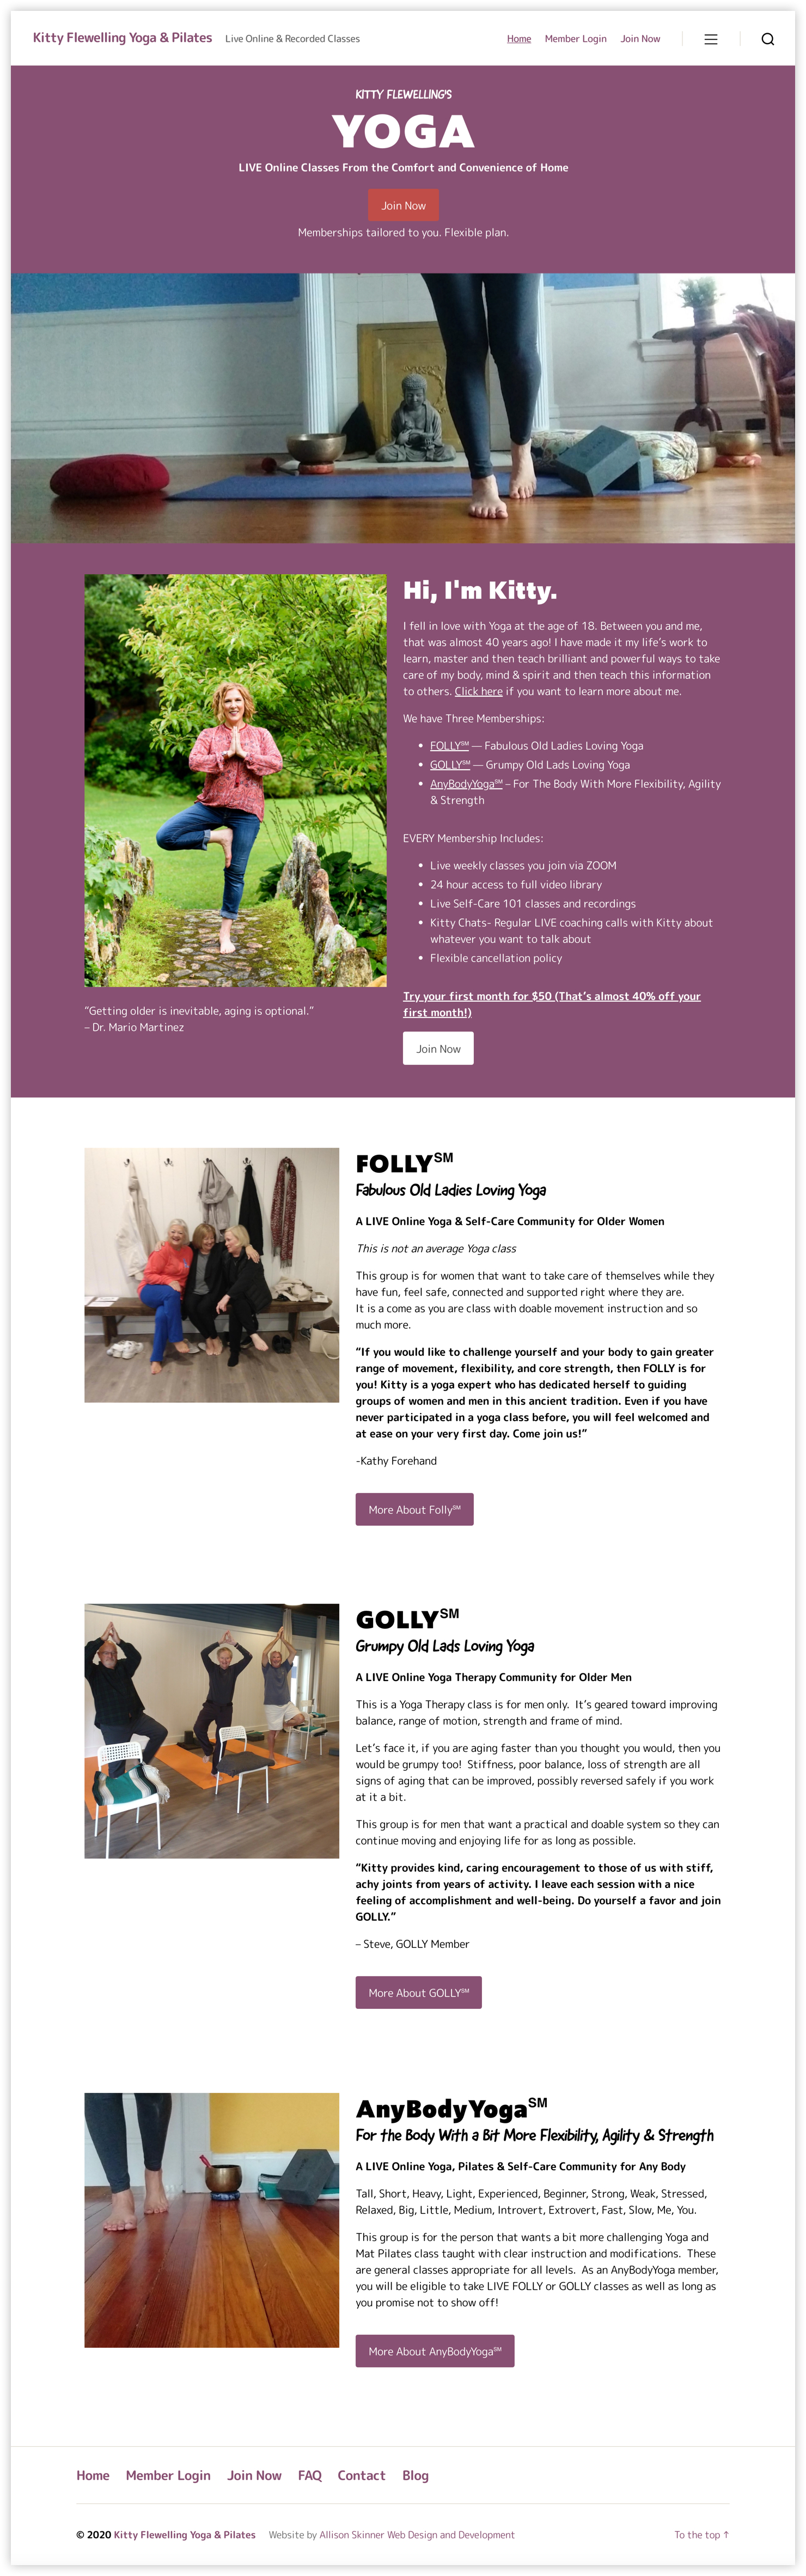 Kitty Flewelling Yoga & Pilates Live Online & Recorded Classes Home Member Login Join Now
KITTY FLEWELLING'S
YOGA
LIVE Online Classes From the Comfort and Convenience of Home
Join Now
Memberships tailored to you. Flexible plan.
Hi, I'm Kitty.
I fell in love with Yoga at the age of 18. Between you and me,
that was almost 40 years ago! I have made it my life’s work to
learn, master and then teach brilliant and powerful ways to take
care of my body, mind & spirit and then teach this information
to others. Click here if you want to learn more about me.
We have Three Memberships:
• FOLLY℠ — Fabulous Old Ladies Loving Yoga
• GOLLY℠ — Grumpy Old Lads Loving Yoga
• AnyBodyYoga℠ – For The Body With More Flexibility, Agility
& Strength
EVERY Membership Includes:
• Live weekly classes you join via ZOOM
• 24 hour access to full video library
• Live Self-Care 101 classes and recordings
• Kitty Chats- Regular LIVE coaching calls with Kitty about
whatever you want to talk about
• Flexible cancellation policy
Try your first month for $50 (That’s almost 40% off your
first month!)
Join Now
“Getting older is inevitable, aging is optional.”
– Dr. Mario Martinez
FOLLY℠
Fabulous Old Ladies Loving Yoga
A LIVE Online Yoga & Self-Care Community for Older Women
This is not an average Yoga class
This group is for women that want to take care of themselves while they
have fun, feel safe, connected and supported right where they are.
It is a come as you are class with doable movement instruction and so
much more.
“If you would like to challenge yourself and your body to gain greater
range of movement, flexibility, and core strength, then FOLLY is for
you! Kitty is a yoga expert who has dedicated herself to guiding
groups of women and men in this ancient tradition. Even if you have
never participated in a yoga class before, you will feel welcomed and
at ease on your very first day. Come join us!”
-Kathy Forehand
More About Folly℠
GOLLY℠
Grumpy Old Lads Loving Yoga
A LIVE Online Yoga Therapy Community for Older Men
This is a Yoga Therapy class is for men only. It’s geared toward improving
balance, range of motion, strength and frame of mind.
Let’s face it, if you are aging faster than you thought you would, then you
would be grumpy too! Stiffness, poor balance, loss of strength are all
signs of aging that can be improved, possibly reversed safely if you work
at it a bit.
This group is for men that want a practical and doable system so they can
continue moving and enjoying life for as long as possible.
“Kitty provides kind, caring encouragement to those of us with stiff,
achy joints from years of activity. I leave each session with a nice
feeling of accomplishment and well-being. Do yourself a favor and join
GOLLY.”
– Steve, GOLLY Member
More About GOLLY℠
AnyBodyYoga℠
For the Body With a Bit More Flexibility, Agility & Strength
A LIVE Online Yoga, Pilates & Self-Care Community for Any Body
Tall, Short, Heavy, Light, Experienced, Beginner, Strong, Weak, Stressed,
Relaxed, Big, Little, Medium, Introvert, Extrovert, Fast, Slow, Me, You.
This group is for the person that wants a bit more challenging Yoga and
Mat Pilates class taught with clear instruction and modifications. These
are general classes appropriate for all levels. As an AnyBodyYoga member,
you will be eligible to take LIVE FOLLY or GOLLY classes as well as long as
you promise not to show off!
More About AnyBodyYoga℠
Home Member Login Join Now FAQ Contact Blog
© 2020 Kitty Flewelling Yoga & Pilates Website by Allison Skinner Web Design and Development To the top ↑